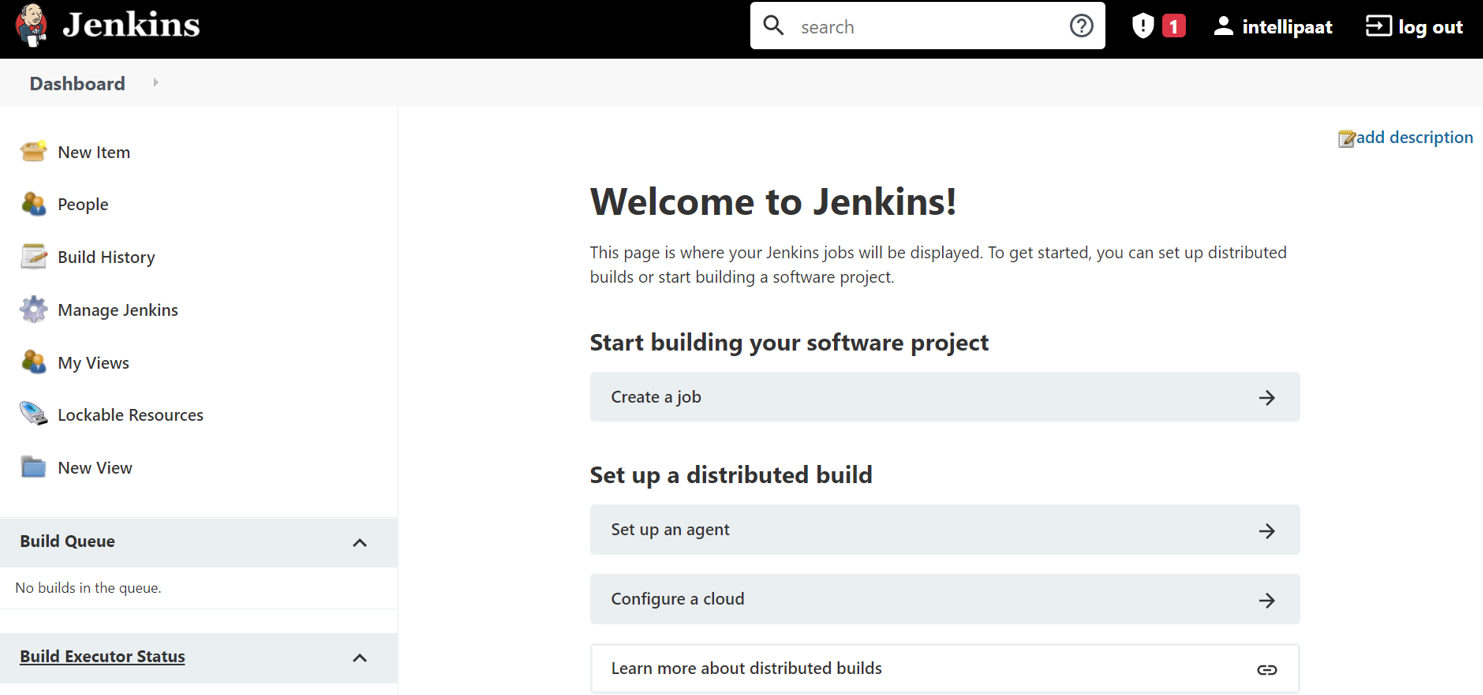 Jenkins
search
1
intellipaat
log out
Dashboard
New Item
People
Build History
Manage Jenkins
My Views
Lockable Resources
New View
Build Queue
No builds in the queue.
Build Executor Status
add description
Welcome to Jenkins!
This page is where your Jenkins jobs will be displayed. To get started, you can set up distributed
builds or start building a software project.
Start building your software project
Create a job
Set up a distributed build
Set up an agent
Configure a cloud
Learn more about distributed builds